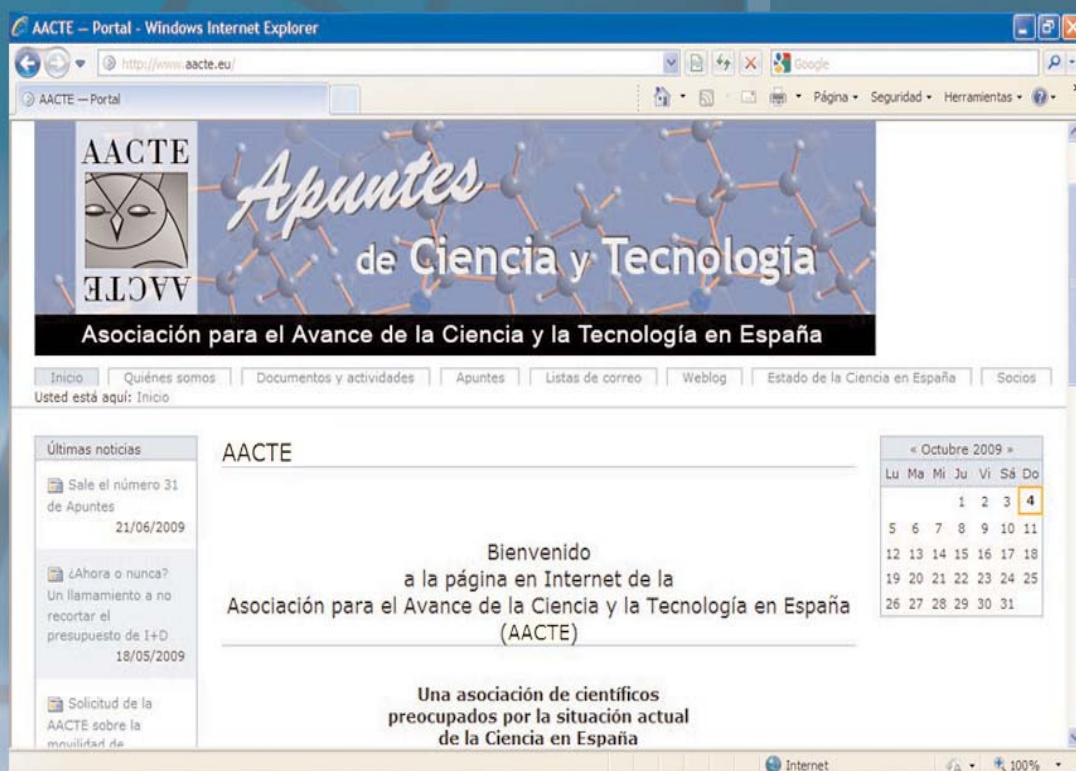 AACTE — Portal - Windows Internet Explorer
http://www.aacte.eu/
Google
AACTE — Portal
Página
Seguridad
Herramientas
AACTE
AACTE
Apuntes
de Ciencia y Tecnología
Asociación para el Avance de la Ciencia y la Tecnología en España
Inicio
Quiénes somos
Documentos y actividades
Apuntes
Listas de correo
Weblog
Estado de la Ciencia en España
Socios
Usted está aquí: Inicio
Últimas noticias
Sale el número 31
de Apuntes
21/06/2009
¿Ahora o nunca?
Un llamamiento a no
recortar el
presupuesto de I+D
18/05/2009
Solicitud de la
AACTE sobre la
movilidad de
AACTE
Bienvenido
a la página en Internet de la
Asociación para el Avance de la Ciencia y la Tecnología en España
(AACTE)
Una asociación de científicos
preocupados por la situación actual
de la Ciencia en España
« Octubre 2009 »
Lu Ma Mi Ju Vi Sá Do
1 2 3 4
5 6 7 8 9 10 11
12 13 14 15 16 17 18
19 20 21 22 23 24 25
26 27 28 29 30 31
Internet
100%